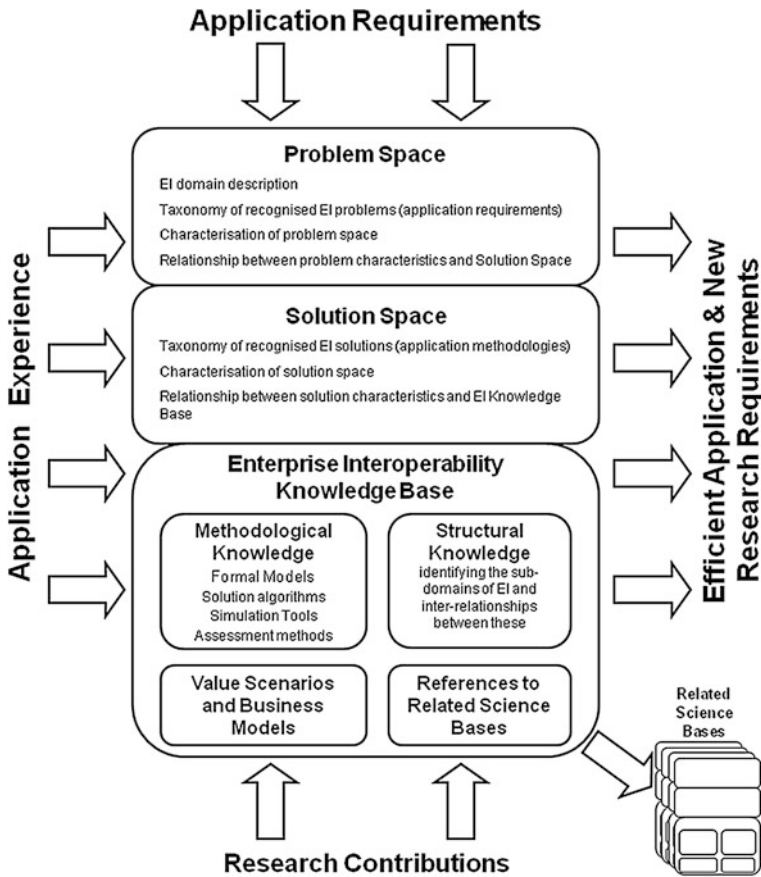 Application Requirements
Problem Space
EI domain description
Taxonomy of recognised EI problems (application requirements)
Characterisation of problem space
Relationship between problem characteristics and Solution Space
Solution Space
Taxonomy of recognised EI solutions (application methodologies)
Characterisation of solution space
Relationship between solution characteristics and EI Knowledge
Base
Enterprise Interoperability
Knowledge Base
Methodological
Knowledge
Formal Models
Solution algorithms
Simulation Tools
Assessment methods
Structural
Knowledge
identifying the sub-
domains of EI and
inter-relationships
between these
Value Scenarios
and Business
Models
References to
Related Science
Bases
Application Experience
Efficient Application & New
Research Requirements
Related
Science
Bases
Research Contributions